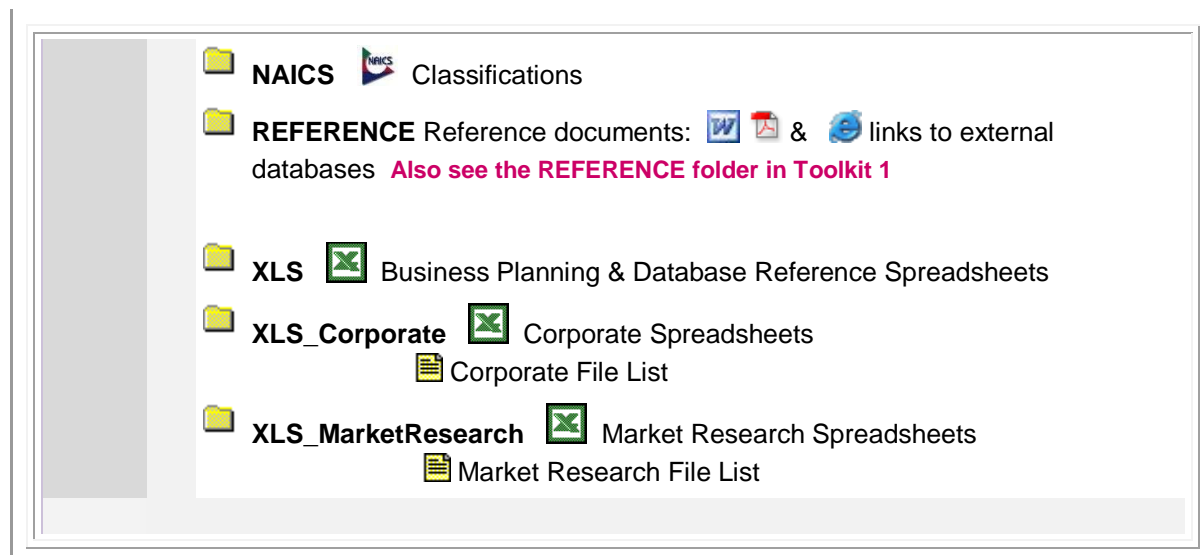 NAICS NAICS Classifications
REFERENCE Reference documents: W & links to external
databases Also see the REFERENCE folder in Toolkit 1
XLS Business Planning & Database Reference Spreadsheets
XLS_Corporate Corporate Spreadsheets
Corporate File List
XLS_MarketResearch Market Research Spreadsheets
Market Research File List